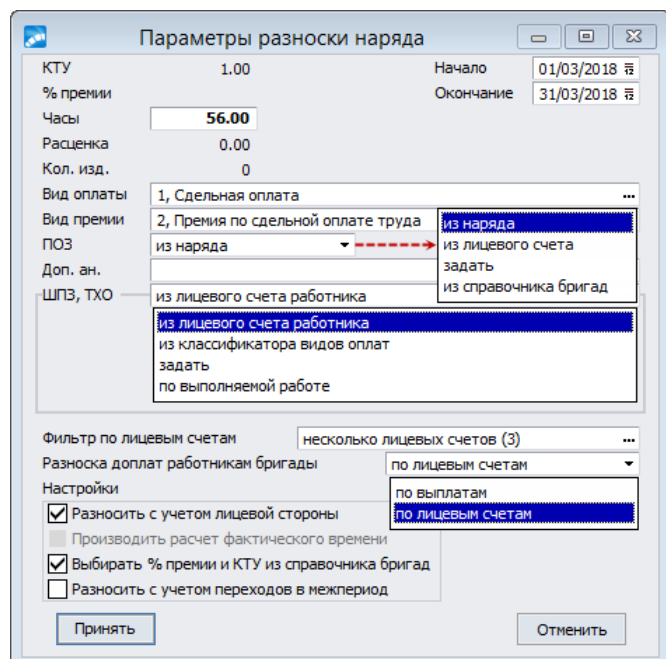 Параметры разноски наряда
КТУ 1.00 Начало 01/03/2018
% премии Окончание 31/03/2018
Часы 56.00
Расценка 0.00
Кол. изд. 0
Вид оплаты 1, Сдельная оплата ...
Вид премии 2, Премия по сдельной оплате труда
из наряда
ПОЗ из наряда из лицевого счета
задать
Доп. ан. из справочника бригад
ШПЗ, ТХО из лицевого счета работника
из лицевого счета работника
из классификатора видов оплат
задать
по выполняемой работе
Фильтр по лицевым счетам несколько лицевых счетов (3) ...
Разноска доплат работникам бригады по лицевым счетам
Настройки по выплатам
Разносить с учетом лицевой стороны по лицевым счетам
Производить расчет фактического времени
Выбирать % премии и КТУ из справочника бригад
Разносить с учетом переходов в межпериод
Принять Отменить